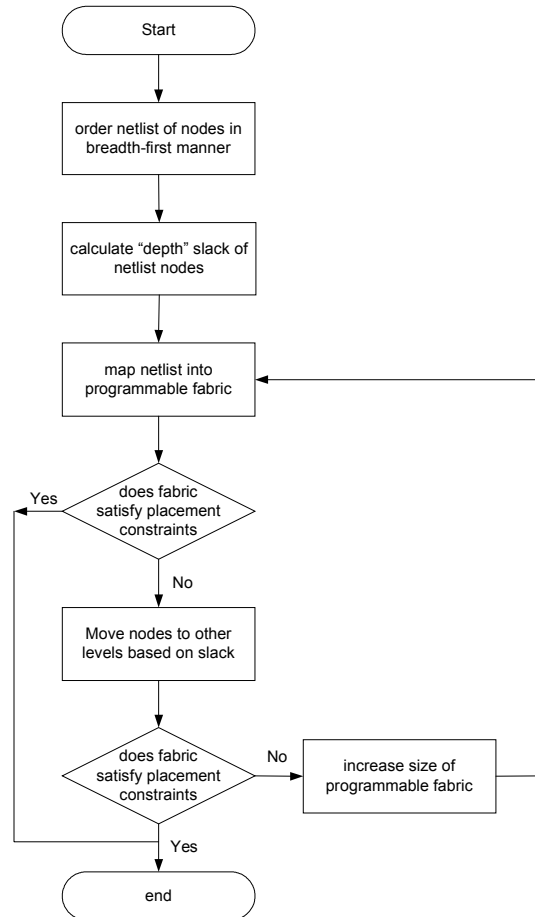 Start
order netlist of nodes in
breadth-first manner
calculate “depth” slack of
netlist nodes
map netlist into
programmable fabric
Yes
does fabric
satisfy placement
constraints
No
Move nodes to other
levels based on slack
does fabric
satisfy placement
constraints
No
increase size of
programmable fabric
Yes
end